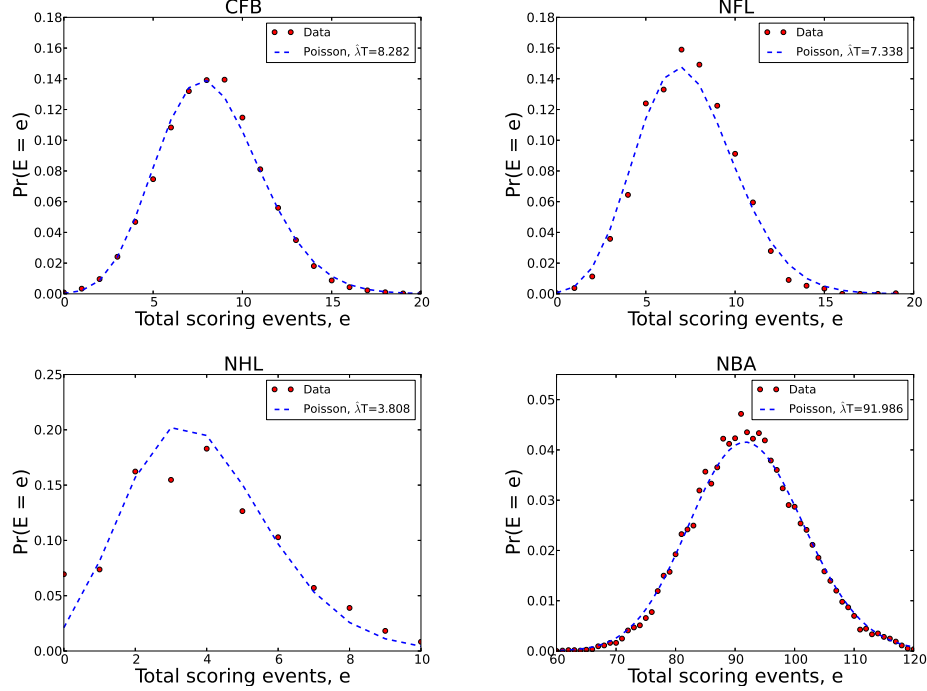 CFB
0.18
0.16
0.14
0.12
0.10
0.08
0.06
0.04
0.02
0.00
0 5 10 15 20
Pr(E = e)
Total scoring events, e
Data
Poisson, λ̂T=8.282
NFL
0.18
0.16
0.14
0.12
0.10
0.08
0.06
0.04
0.02
0.00
0 5 10 15 20
Pr(E = e)
Total scoring events, e
Data
Poisson, λ̂T=7.338
NHL
0.25
0.20
0.15
0.10
0.05
0.00
0 2 4 6 8 10
Pr(E = e)
Total scoring events, e
Data
Poisson, λ̂T=3.808
NBA
0.05
0.04
0.03
0.02
0.01
0.00
60 70 80 90 100 110 120
Pr(E = e)
Total scoring events, e
Data
Poisson, λ̂T=91.986